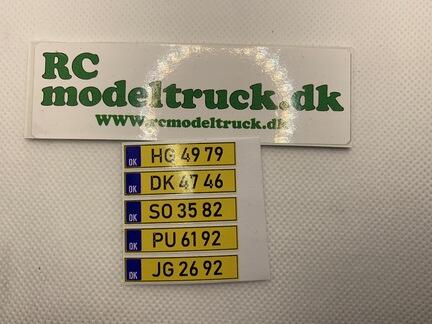 RC
modeltruck.dk
www.rcmodeltruck.dk
DK HG 49 79
DK DK 47 46
DK SO 35 82
DK PU 61 92
DK JG 26 92